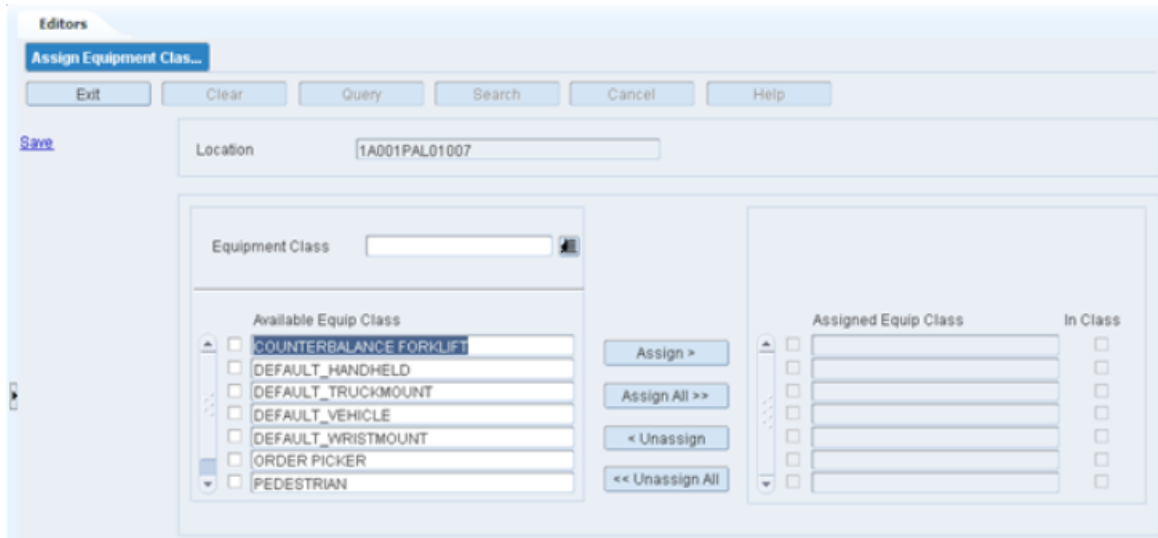 Editors
Assign Equipment Clas...
Exit Clear Query Search Cancel Help
Save
Location 1A001PAL01007
Equipment Class
Available Equip Class
COUNTERBALANCE FORKLIFT
DEFAULT_HANDHELD
DEFAULT_TRUCKMOUNT
DEFAULT_VEHICLE
DEFAULT_WRISTMOUNT
ORDER PICKER
PEDESTRIAN
Assign >
Assign All >>
< Unassign
<< Unassign All
Assigned Equip Class In Class